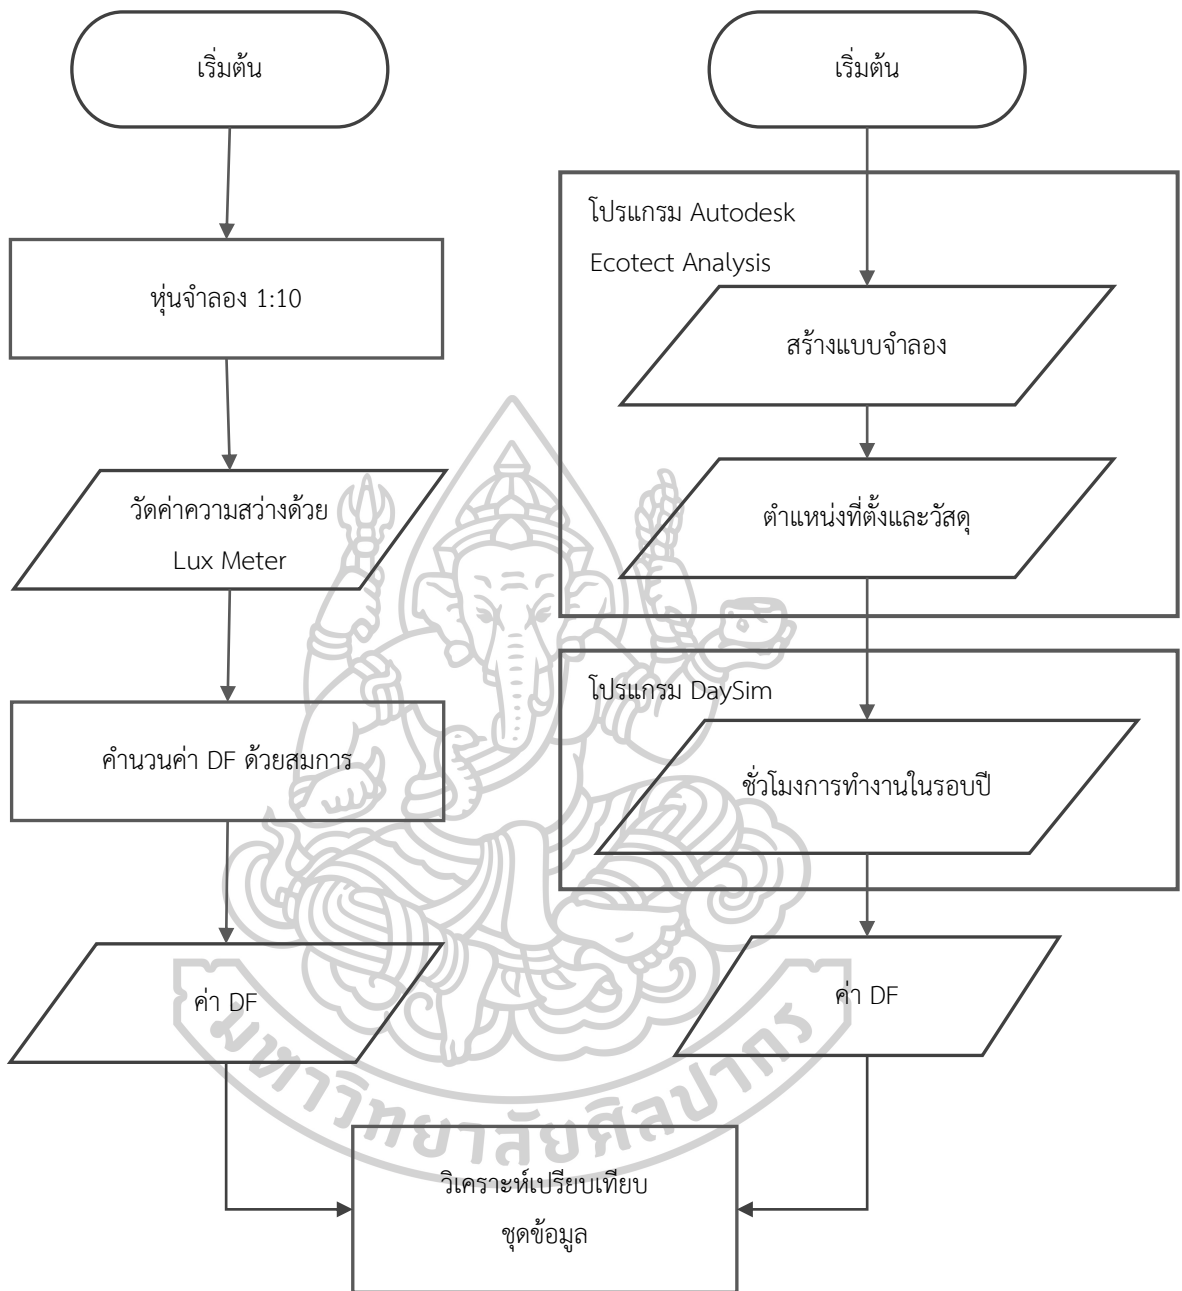 เริ่มต้น
หุ่นจำลอง 1:10
วัดค่าความสว่างด้วย
Lux Meter
คำนวนค่า DF ด้วยสมการ
ค่า DF
เริ่มต้น
โปรแกรม Autodesk
Ecotect Analysis
สร้างแบบจำลอง
ตำแหน่งที่ตั้งและวัสดุ
โปรแกรม DaySim
ชั่วโมงการทำงานในรอบปี
ค่า DF
วิเคราะห์เปรียบเทียบ
ชุดข้อมูล
มหาวิทยาลัยศิลปากร